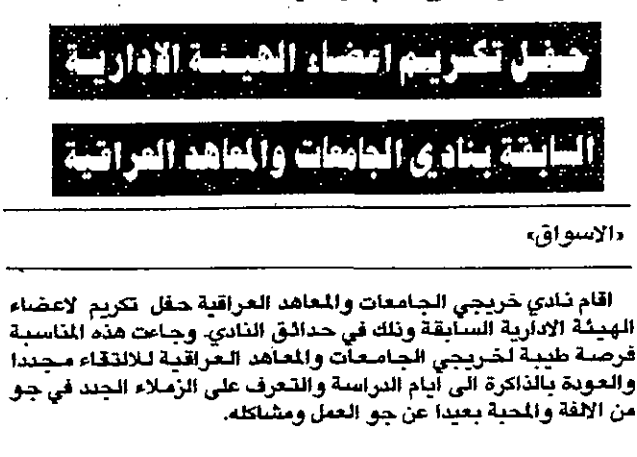 حفل تكريم اعضاء الهيئة الادارية
السابقة بنادي الجامعات والمعاهد العراقية
«الاسواق»
اقام نادي خريجي الجامعات والمعاهد العراقية حفل تكريم لاعضاء
الهيئة الادارية السابقة وذلك في حدائق النادي. وجاءت هذه المناسبة
فرصة طيبة لخريجي الجامعات والمعاهد العراقية للالتقاء مجددا
والعودة بالذاكرة الى ايام الدراسة والتعرف على الزملاء الجدد في جو
من الالفة والمحبة بعيدا عن جو العمل ومشاكله.